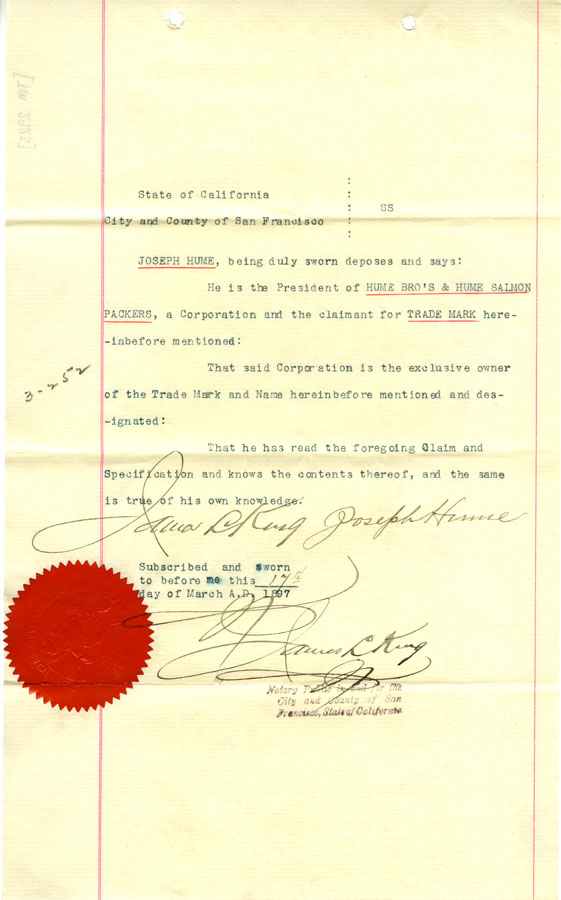 [TM 2923]
State of California :
: SS
City and County of San Francisco :
:
JOSEPH HUME, being duly sworn deposes and says:
He is the President of HUME BRO'S & HUME SALMON
PACKERS, a Corporation and the claimant for TRADE MARK here-
-inbefore mentioned:
That said Corporation is the exclusive owner
3-252
of the Trade Mark and Name hereinbefore mentioned and des-
-ignated:
That he has read the foregoing Claim and
Specification and knows the contents thereof, and the same
is true of his own knowledge.
James L King Joseph Hume
Subscribed and sworn
to before me this 17th
day of March A.D. 1897
James L King
Notary Public in and for the
City and County of San
Francisco, State of California